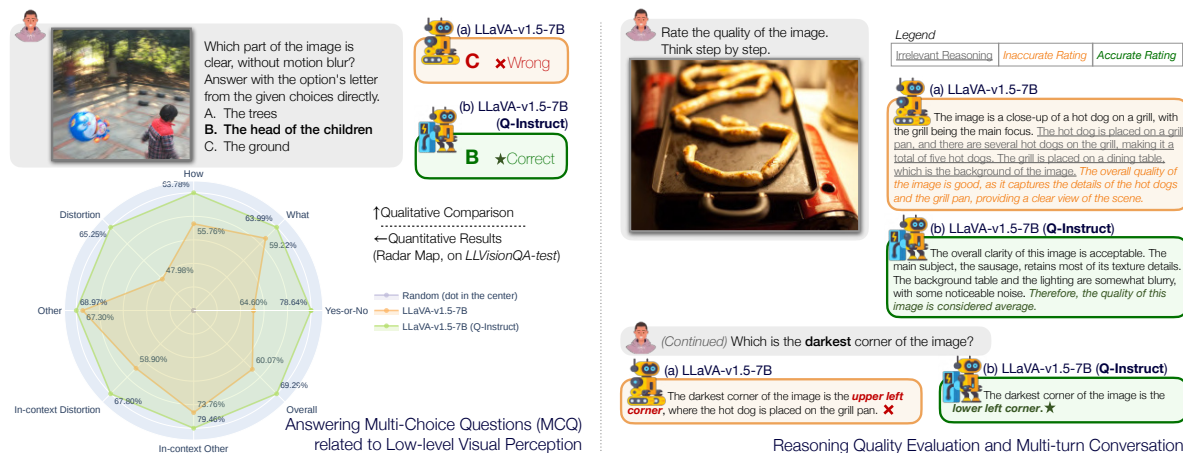 Which part of the image is
clear, without motion blur?
Answer with the option's letter
from the given choices directly.
A. The trees
B. The head of the children
C. The ground
(a) LLaVA-v1.5-7B
C ✖Wrong
(b) LLaVA-v1.5-7B
(Q-Instruct)
B ★Correct
How
63.78%
What
63.99%
Distortion
65.25%
55.76%
59.22%
47.98%
Other
68.97%
67.30%
64.60%
78.64%
Yes-or-No
58.90%
60.07%
67.80%
69.25%
In-context Distortion
73.76%
79.46%
Overall
In-context Other
↑Qualitative Comparison
←Quantitative Results
(Radar Map, on LLVisionQA-test)
Random (dot in the center)
LLaVA-v1.5-7B
LLaVA-v1.5-7B (Q-Instruct)
Answering Multi-Choice Questions (MCQ)
related to Low-level Visual Perception
Rate the quality of the image.
Think step by step.
Legend
Irrelevant Reasoning Inaccurate Rating Accurate Rating
(a) LLaVA-v1.5-7B
The image is a close-up of a hot dog on a grill, with
the grill being the main focus. The hot dog is placed on a grill
pan, and there are several hot dogs on the grill, making it a
total of five hot dogs. The grill is placed on a dining table,
which is the background of the image. The overall quality of
the image is good, as it captures the details of the hot dogs
and the grill pan, providing a clear view of the scene.
(b) LLaVA-v1.5-7B (Q-Instruct)
The overall clarity of this image is acceptable. The
main subject, the sausage, retains most of its texture details.
The background table and the lighting are somewhat blurry,
with some noticeable noise. Therefore, the quality of this
image is considered average.
(Continued) Which is the darkest corner of the image?
(a) LLaVA-v1.5-7B
The darkest corner of the image is the upper left
corner, where the hot dog is placed on the grill pan. ✖
(b) LLaVA-v1.5-7B (Q-Instruct)
The darkest corner of the image is the
lower left corner.★
Reasoning Quality Evaluation and Multi-turn Conversation